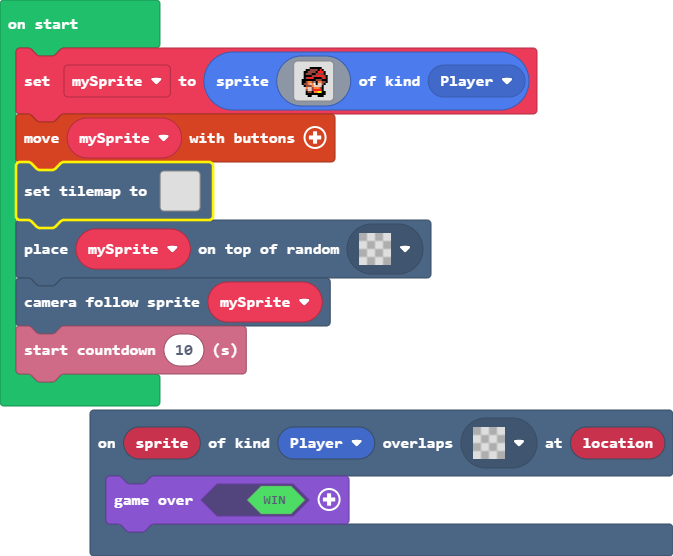 on start
set mySprite to sprite of kind Player
move mySprite with buttons
set tilemap to
place mySprite on top of random
camera follow sprite mySprite
start countdown 10 (s)
on sprite of kind Player overlaps at location
game over WIN